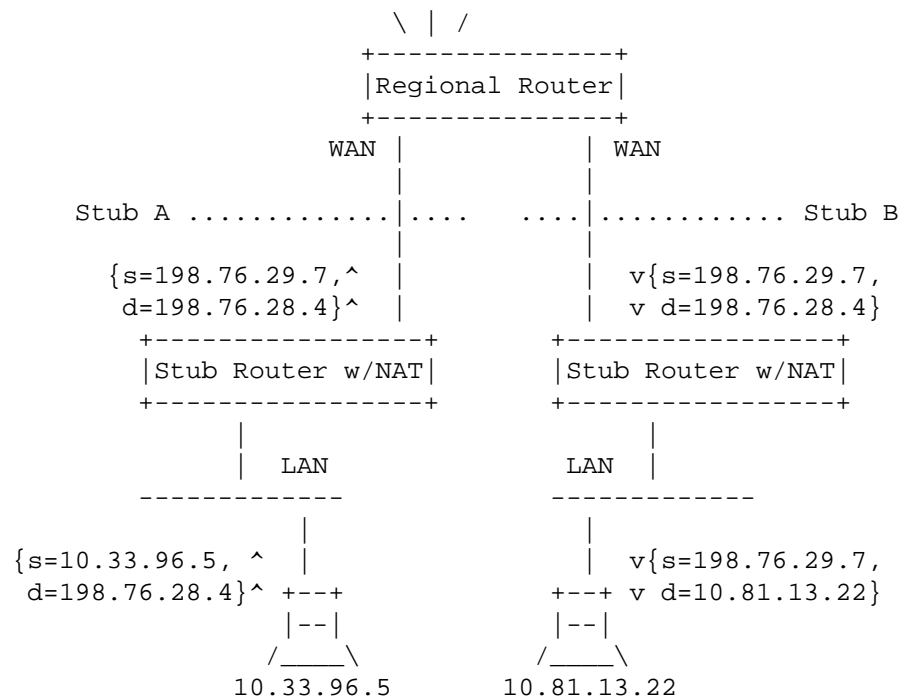 \ | /
+---------------+
|Regional Router|
+---------------+
WAN | | WAN
| |
Stub A .............|.... ....|............ Stub B
| |
{s=198.76.29.7,^ | | v{s=198.76.29.7,
d=198.76.28.4}^ | | v d=198.76.28.4}
+-----------------+ +-----------------+
|Stub Router w/NAT| |Stub Router w/NAT|
+-----------------+ +-----------------+
| |
| LAN LAN |
------------- -------------
| |
{s=10.33.96.5, ^ | | v{s=198.76.29.7,
d=198.76.28.4}^ +--+ +--+ v d=10.81.13.22}
|--| |--|
/____\ /____\
10.33.96.5 10.81.13.22